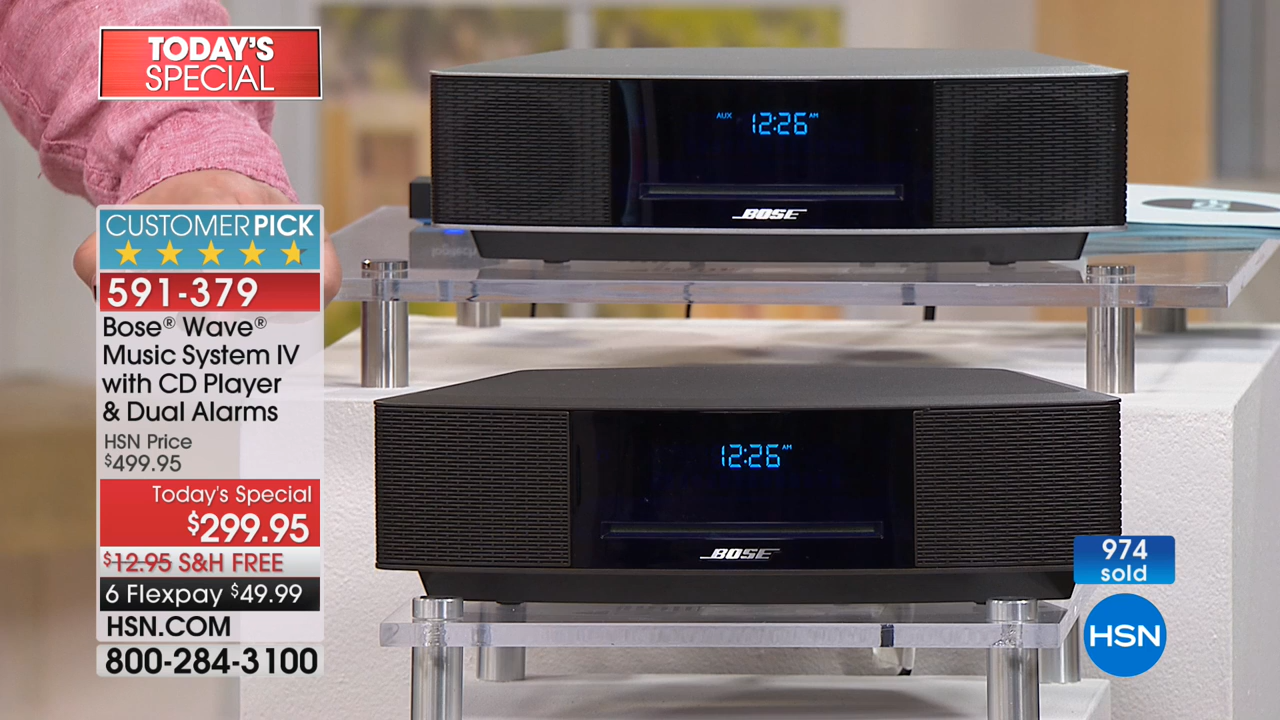 TODAY'S
SPECIAL
CUSTOMER PICK
591-379
Bose® Wave®
Music System IV
with CD Player
& Dual Alarms
HSN Price
$499.95
Today's Special
$299.95
$12.95 S&H FREE
6 Flexpay $49.99
HSN.COM
800-284-3100
AUX 12:26 AM
BOSE
logitech
12:26 AM
BOSE
974
sold
HSN